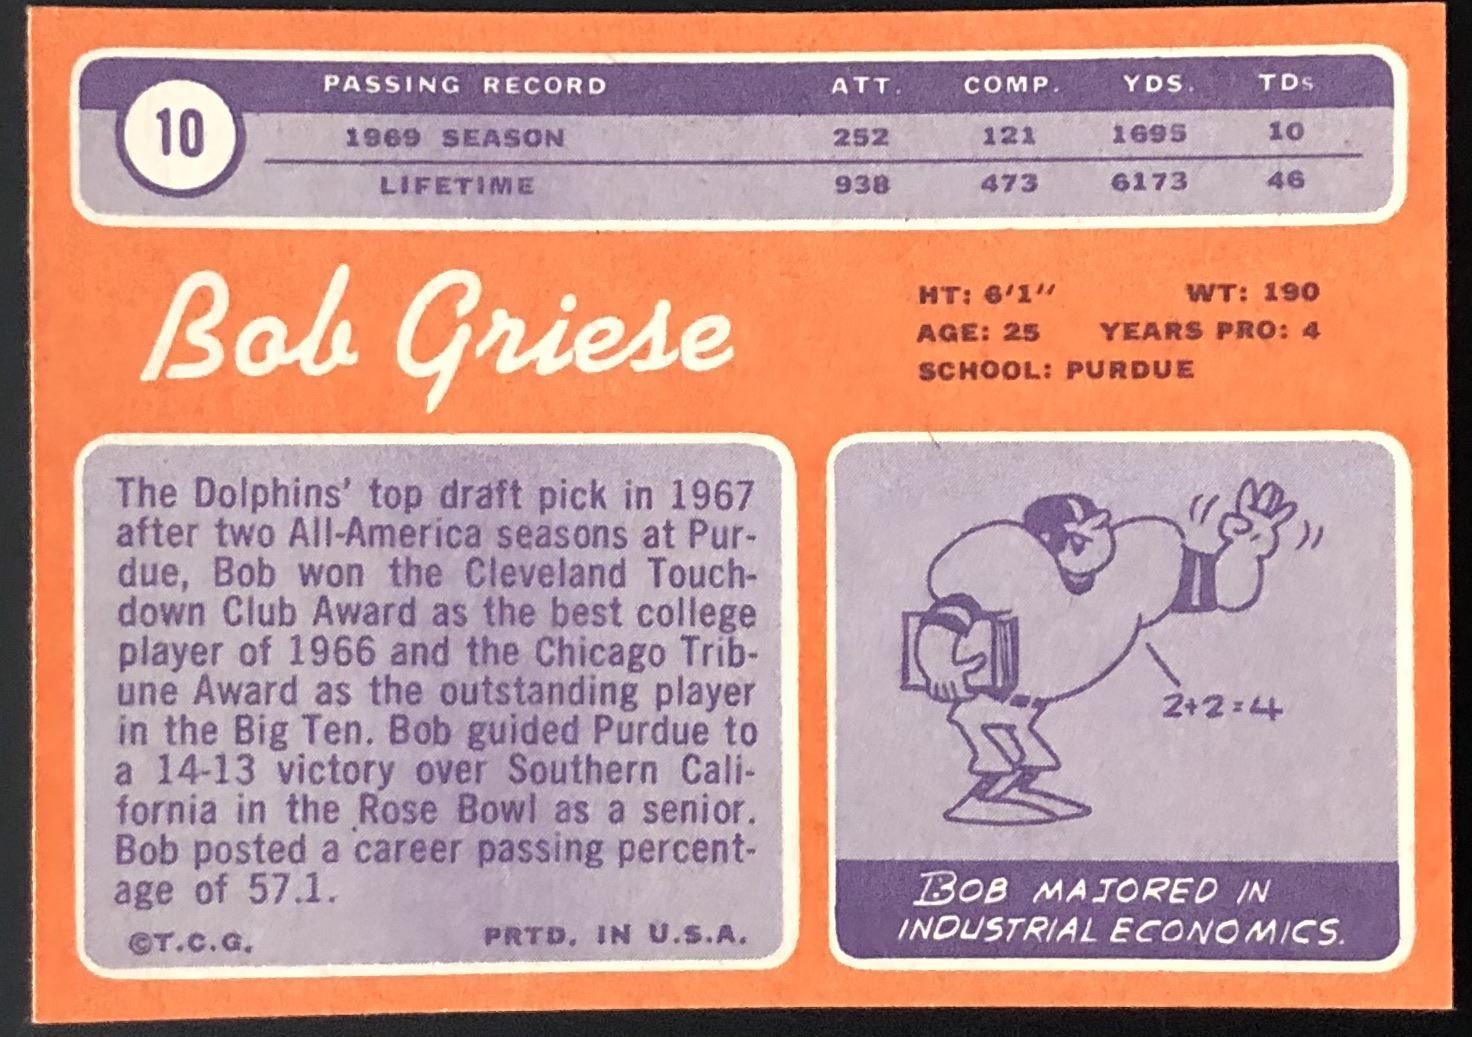 10
PASSING RECORD ATT. COMP. YDS. TDs
1969 SEASON 252 121 1695 10
LIFETIME 938 473 6173 46
Bob Griese
HT: 6'1" WT: 190
AGE: 25 YEARS PRO: 4
SCHOOL: PURDUE
The Dolphins' top draft pick in 1967
after two All-America seasons at Pur-
due, Bob won the Cleveland Touch-
down Club Award as the best college
player of 1966 and the Chicago Trib-
une Award as the outstanding player
in the Big Ten. Bob guided Purdue to
a 14-13 victory over Southern Cali-
fornia in the Rose Bowl as a senior.
Bob posted a career passing percent-
age of 57.1.
©T.C.G. PRTD. IN U.S.A.
2+2=4
BOB MAJORED IN
INDUSTRIAL ECONOMICS.